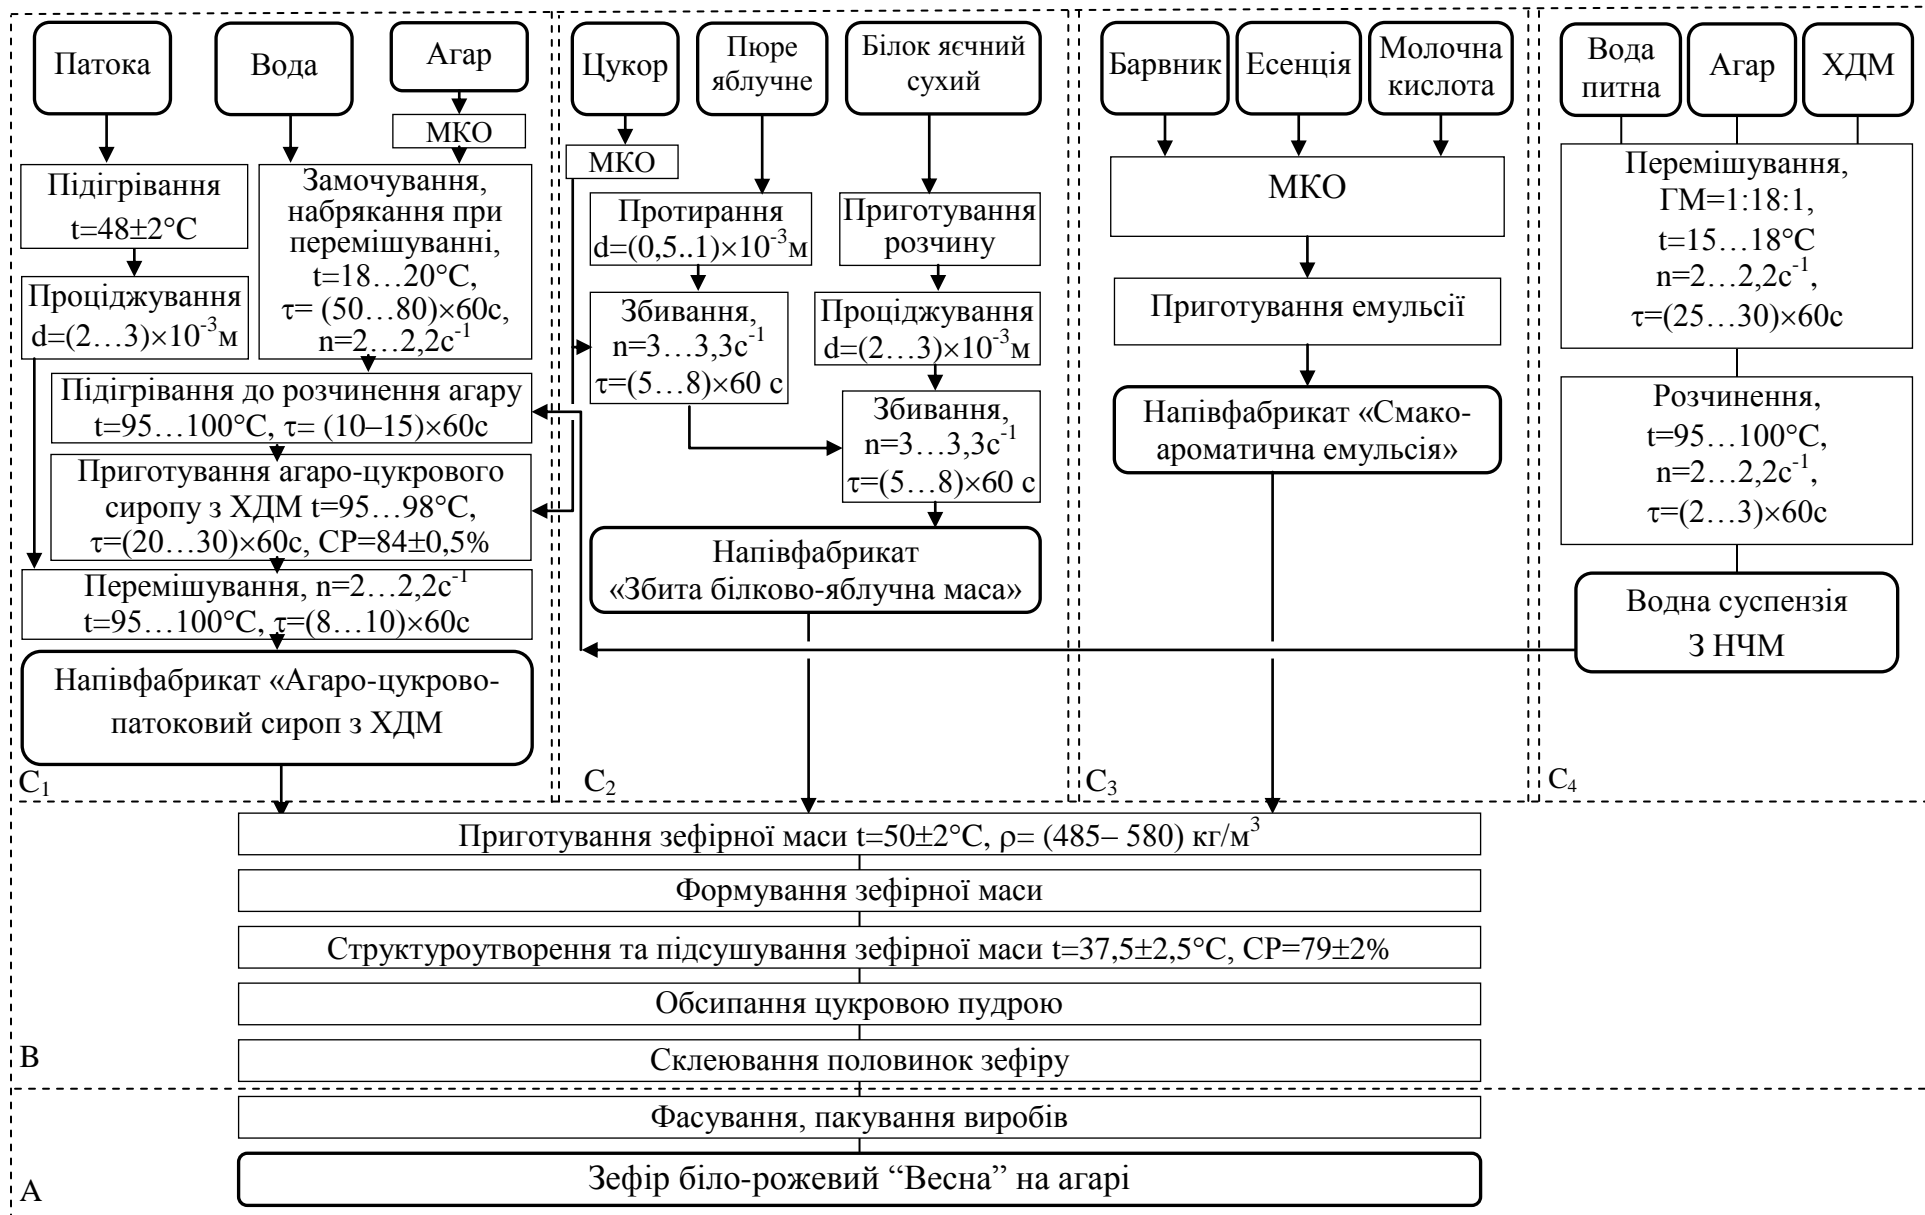 Патока
Вода
Агар
МКО
Підігрівання
t=48±2°C
Замочування,
набрякання при
перемішуванні,
t=18…20°C,
τ= (50…80)×60с,
n=2…2,2с⁻¹
Проціджування
d=(2…3)×10⁻³м
Підігрівання до розчинення агару
t=95…100°C, τ= (10–15)×60с
Приготування агаро-цукрового
сиропу з ХДМ t=95…98°C,
τ=(20…30)×60с, СР=84±0,5%
Перемішування, n=2…2,2с⁻¹
t=95…100°C, τ=(8…10)×60с
Напівфабрикат «Агаро-цукрово-
патоковий сироп з ХДМ
С₁
Цукор
Пюре
яблучне
Білок яєчний
сухий
МКО
Протирання
d=(0,5..1)×10⁻³м
Приготування
розчину
Збивання,
n=3…3,3с⁻¹
τ=(5…8)×60 с
Проціджування
d=(2…3)×10⁻³м
Збивання,
n=3…3,3с⁻¹
τ=(5…8)×60 с
Напівфабрикат
«Збита білково-яблучна маса»
С₂
Барвник
Есенція
Молочна
кислота
МКО
Приготування емульсії
Напівфабрикат «Смако-
ароматична емульсія»
С₃
Вода
питна
Агар
ХДМ
Перемішування,
ГМ=1:18:1,
t=15…18°C
n=2…2,2с⁻¹,
τ=(25…30)×60с
Розчинення,
t=95…100°C,
n=2…2,2с⁻¹,
τ=(2…3)×60с
Водна суспензія
З НЧМ
С₄
Приготування зефірної маси t=50±2°C, ρ= (485– 580) кг/м³
Формування зефірної маси
Структуроутворення та підсушування зефірної маси t=37,5±2,5°C, СР=79±2%
Обсипання цукровою пудрою
Склеювання половинок зефіру
В
Фасування, пакування виробів
Зефір біло-рожевий “Весна” на агарі
А